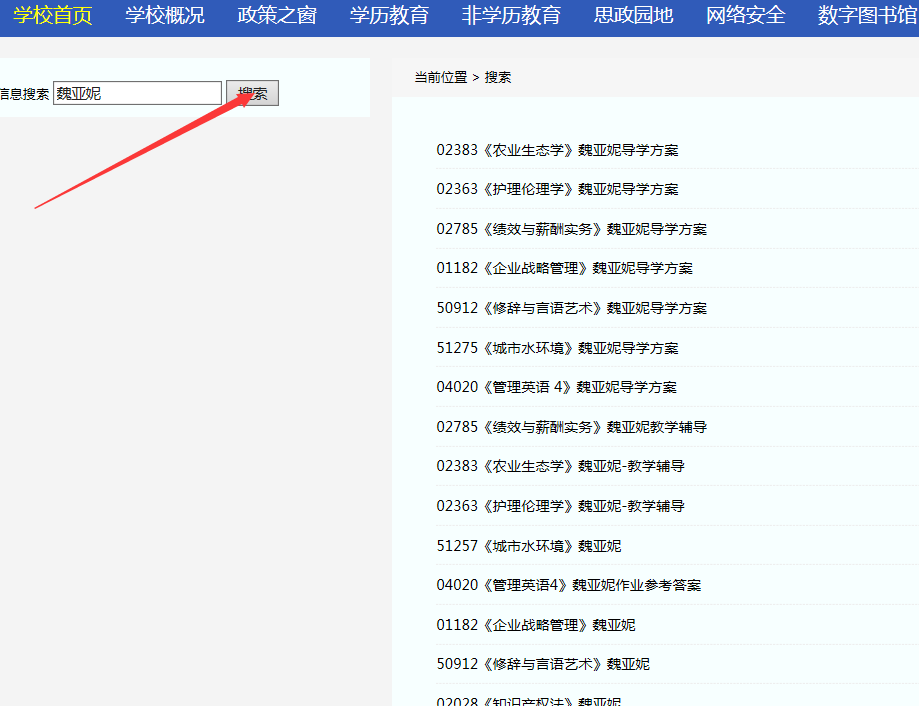 学校首页 学校概况 政策之窗 学历教育 非学历教育 思政园地 网络安全 数字图书馆
信息搜索 魏亚妮 搜索
当前位置 > 搜索
02383《农业生态学》魏亚妮导学方案
02363《护理伦理学》魏亚妮导学方案
02785《绩效与薪酬实务》魏亚妮导学方案
01182《企业战略管理》魏亚妮导学方案
50912《修辞与言语艺术》魏亚妮导学方案
51275《城市水环境》魏亚妮导学方案
04020《管理英语 4》魏亚妮导学方案
02785《绩效与薪酬实务》魏亚妮教学辅导
02383《农业生态学》魏亚妮-教学辅导
02363《护理伦理学》魏亚妮-教学辅导
51257《城市水环境》魏亚妮
04020《管理英语4》魏亚妮作业参考答案
01182《企业战略管理》魏亚妮
50912《修辞与言语艺术》魏亚妮
02028《知识产权法》魏亚妮